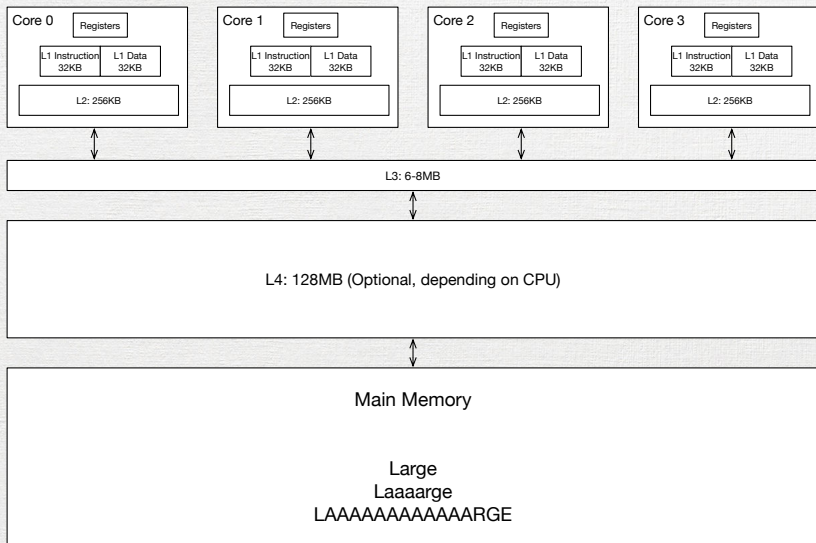 Core 0
Registers
L1 Instruction
32KB
L1 Data
32KB
L2: 256KB
Core 1
Registers
L1 Instruction
32KB
L1 Data
32KB
L2: 256KB
Core 2
Registers
L1 Instruction
32KB
L1 Data
32KB
L2: 256KB
Core 3
Registers
L1 Instruction
32KB
L1 Data
32KB
L2: 256KB
L3: 6-8MB
L4: 128MB (Optional, depending on CPU)
Main Memory
Large
Laaaarge
LAAAAAAAAAAAARGE